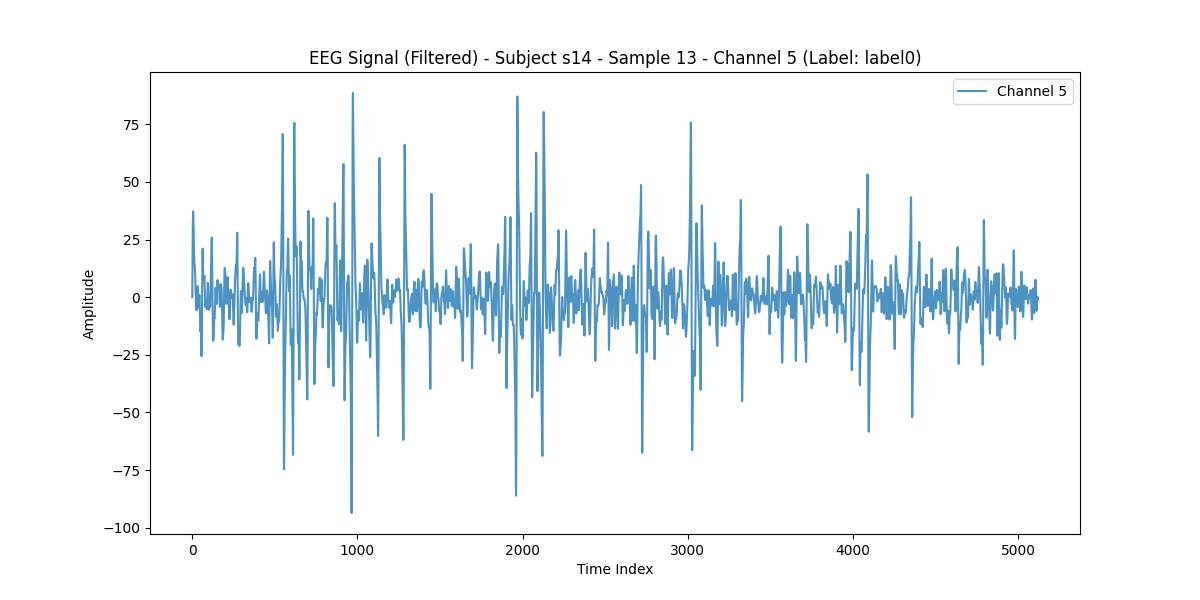 EEG Signal (Filtered) - Subject s14 - Sample 13 - Channel 5 (Label: label0)
Channel 5
75
50
25
0
−25
−50
−75
−100
Amplitude
0 1000 2000 3000 4000 5000
Time Index